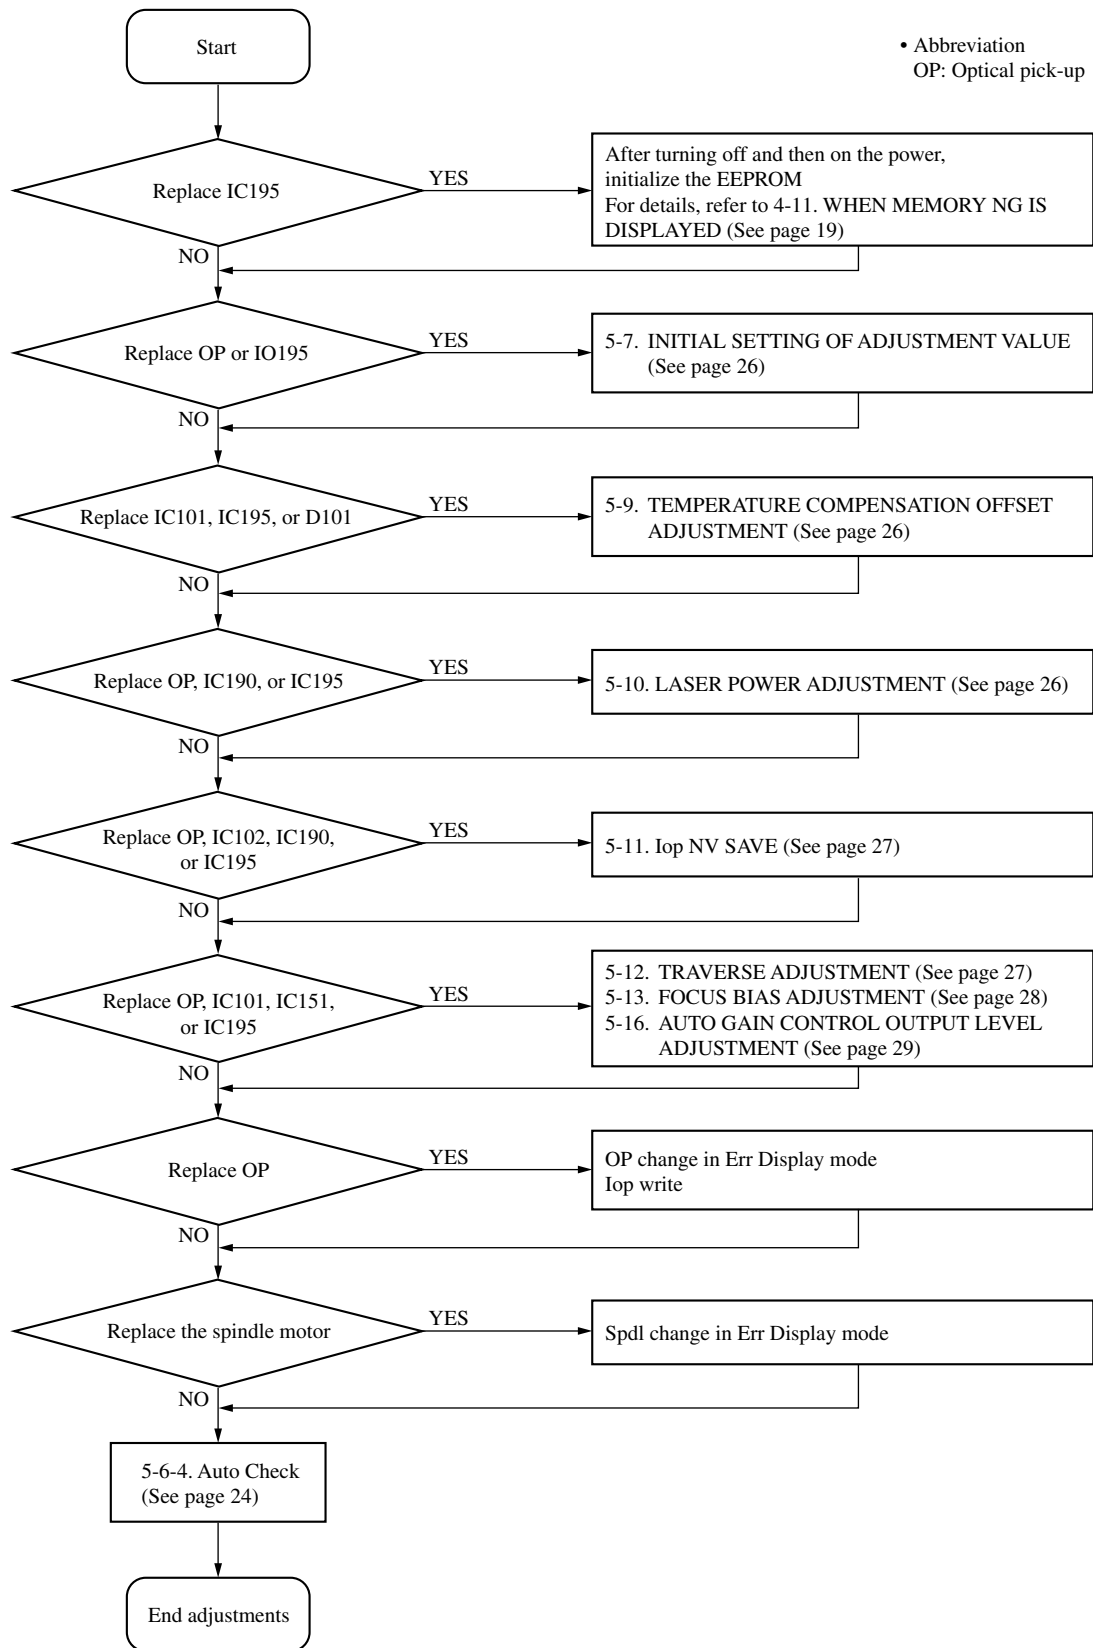 Start
• Abbreviation
OP: Optical pick-up
Replace IC195
YES
After turning off and then on the power,
initialize the EEPROM
For details, refer to 4-11. WHEN MEMORY NG IS
DISPLAYED (See page 19)
NO
Replace OP or IO195
YES
5-7. INITIAL SETTING OF ADJUSTMENT VALUE
(See page 26)
NO
Replace IC101, IC195, or D101
YES
5-9. TEMPERATURE COMPENSATION OFFSET
ADJUSTMENT (See page 26)
NO
Replace OP, IC190, or IC195
YES
5-10. LASER POWER ADJUSTMENT (See page 26)
NO
Replace OP, IC102, IC190,
or IC195
YES
5-11. Iop NV SAVE (See page 27)
NO
Replace OP, IC101, IC151,
or IC195
YES
5-12. TRAVERSE ADJUSTMENT (See page 27)
5-13. FOCUS BIAS ADJUSTMENT (See page 28)
5-16. AUTO GAIN CONTROL OUTPUT LEVEL
ADJUSTMENT (See page 29)
NO
Replace OP
YES
OP change in Err Display mode
Iop write
NO
Replace the spindle motor
YES
Spdl change in Err Display mode
NO
5-6-4. Auto Check
(See page 24)
End adjustments